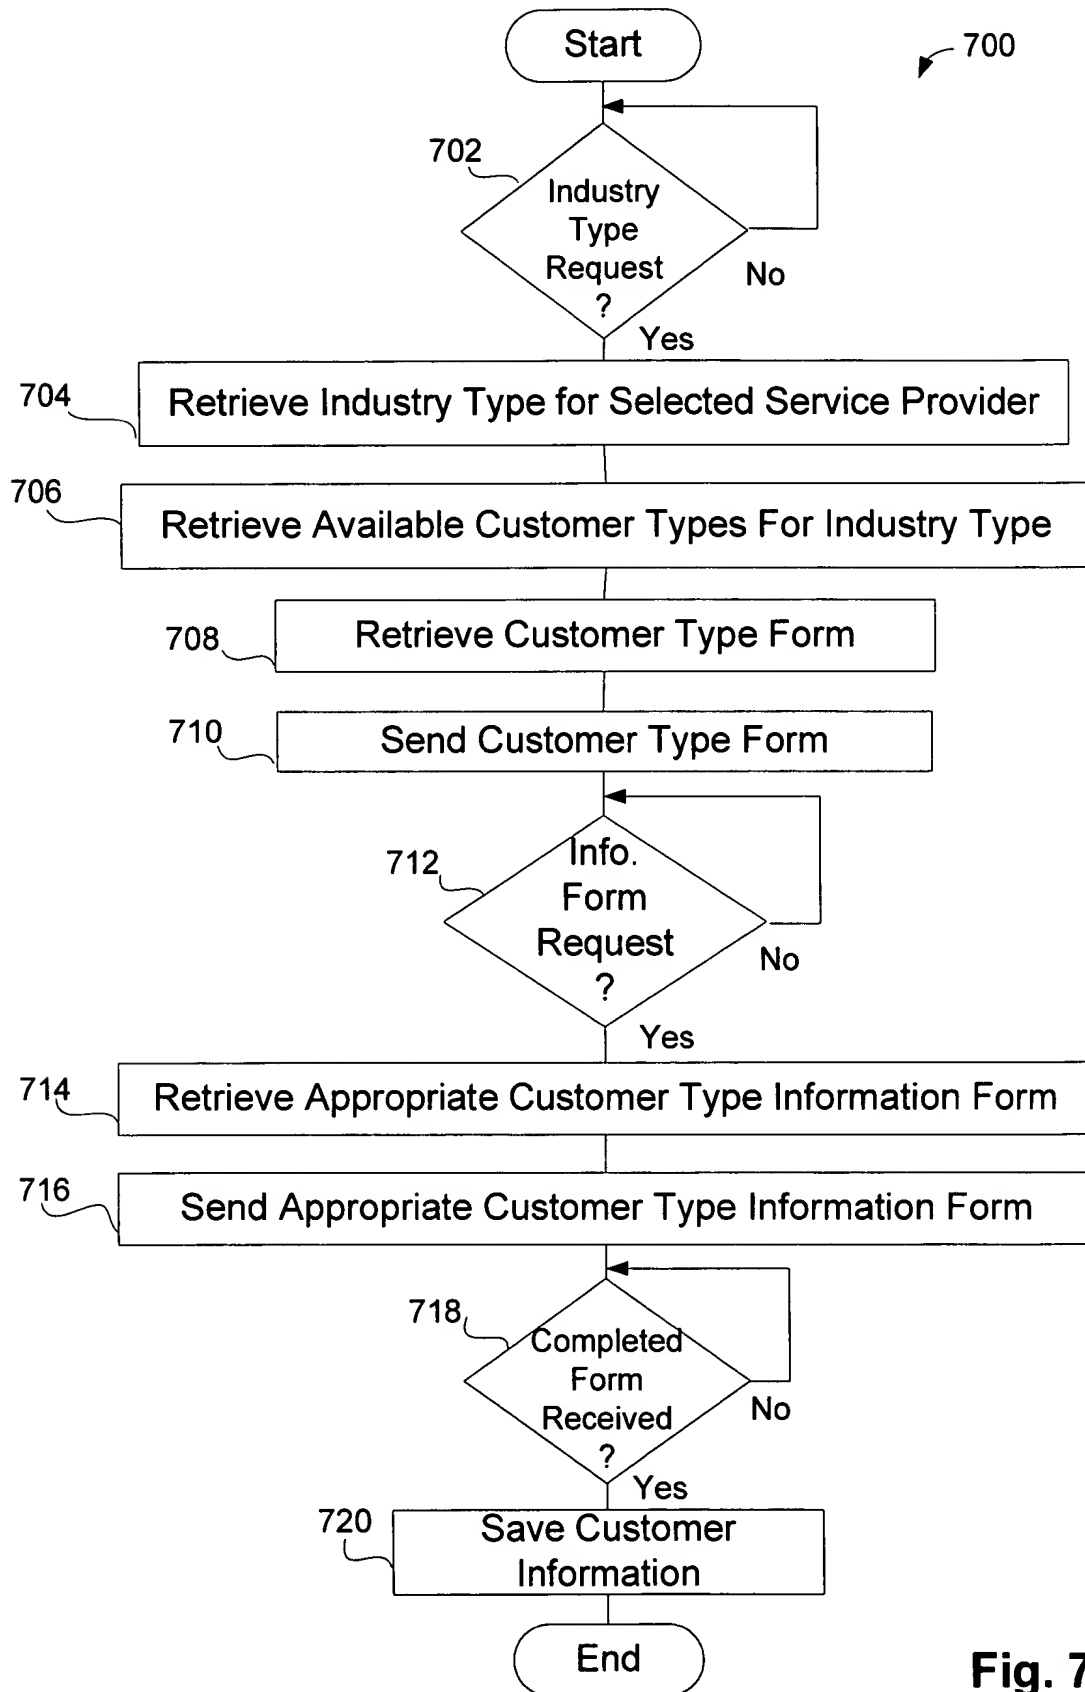 Start
700
702
Industry
Type
Request
?
No
Yes
704
Retrieve Industry Type for Selected Service Provider
706
Retrieve Available Customer Types For Industry Type
708
Retrieve Customer Type Form
710
Send Customer Type Form
712
Info.
Form
Request
?
No
Yes
714
Retrieve Appropriate Customer Type Information Form
716
Send Appropriate Customer Type Information Form
718
Completed
Form
Received
?
No
Yes
720
Save Customer
Information
End
Fig. 7